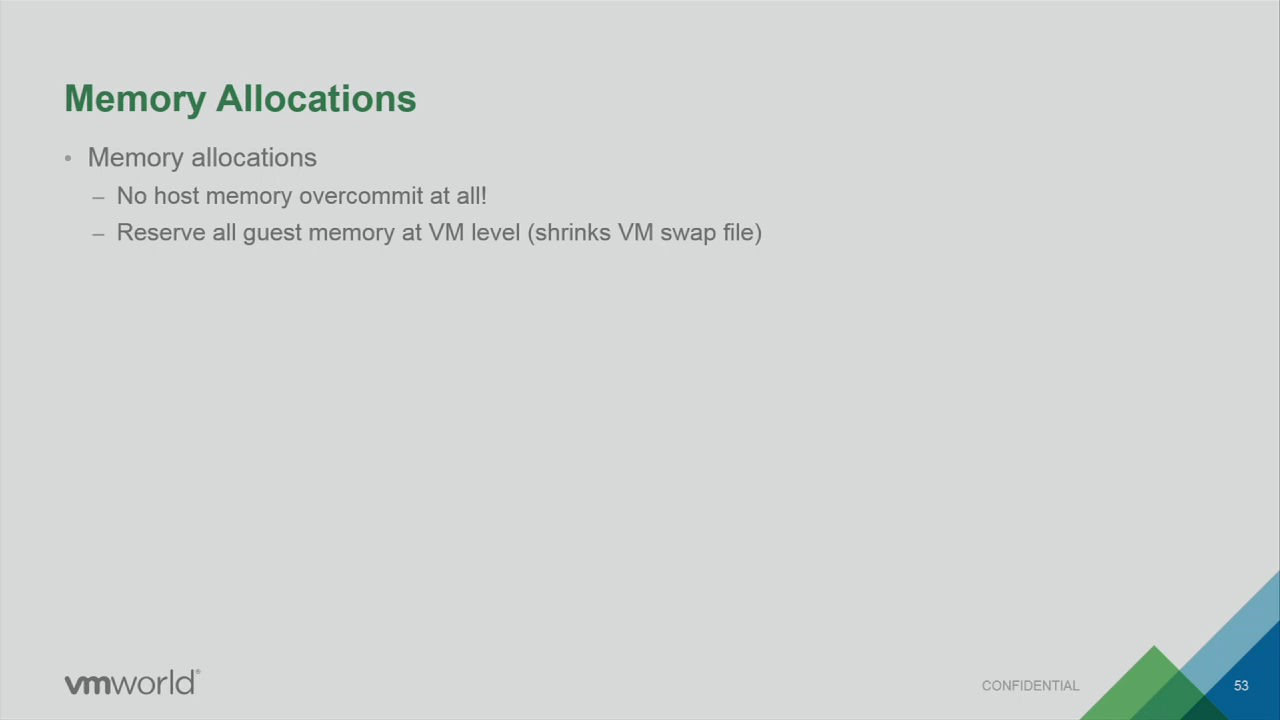 Memory Allocations
• Memory allocations
– No host memory overcommit at all!
– Reserve all guest memory at VM level (shrinks VM swap file)
vmworld®
CONFIDENTIAL
53